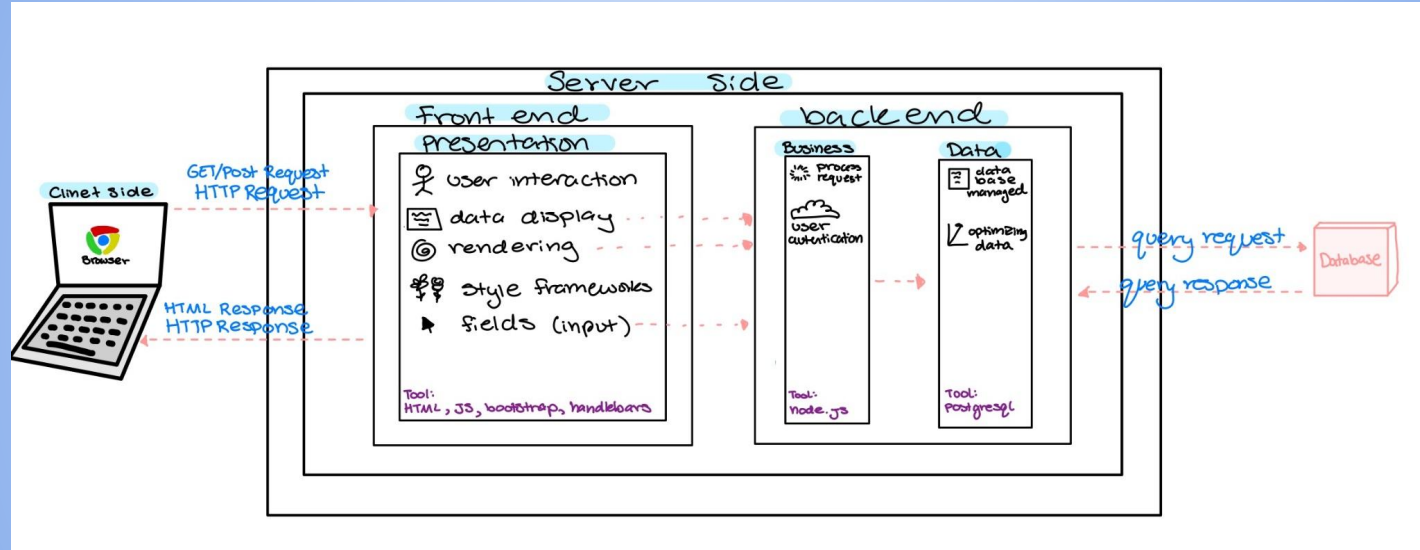 Server Side
Front end
Presentation
user interaction
data display
rendering
style frameworks
fields (input)
Tool:
HTML, JS, bootstrap, handlebars
backend
Business
process
request
user
autentication
Tool:
node.js
Data
data
base
managed
optimizing
data
Tool:
Postgresql
Clinet side
Browser
GET/Post Request
HTTP Request
HTML Response
HTTP Response
query request
query response
Database